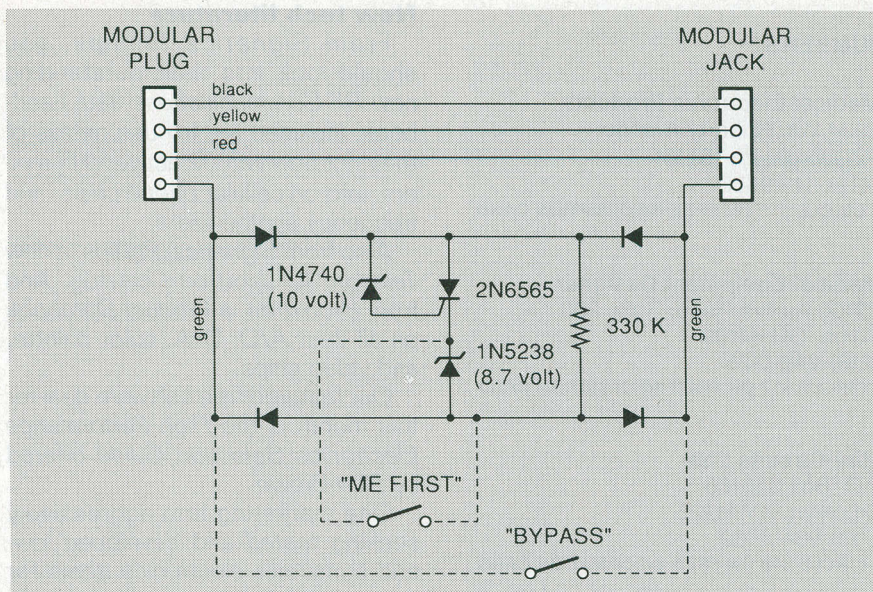 MODULAR
PLUG
MODULAR
JACK
black
yellow
red
green
1N4740
(10 volt)
2N6565
1N5238
(8.7 volt)
330 K
green
"ME FIRST"
"BYPASS"